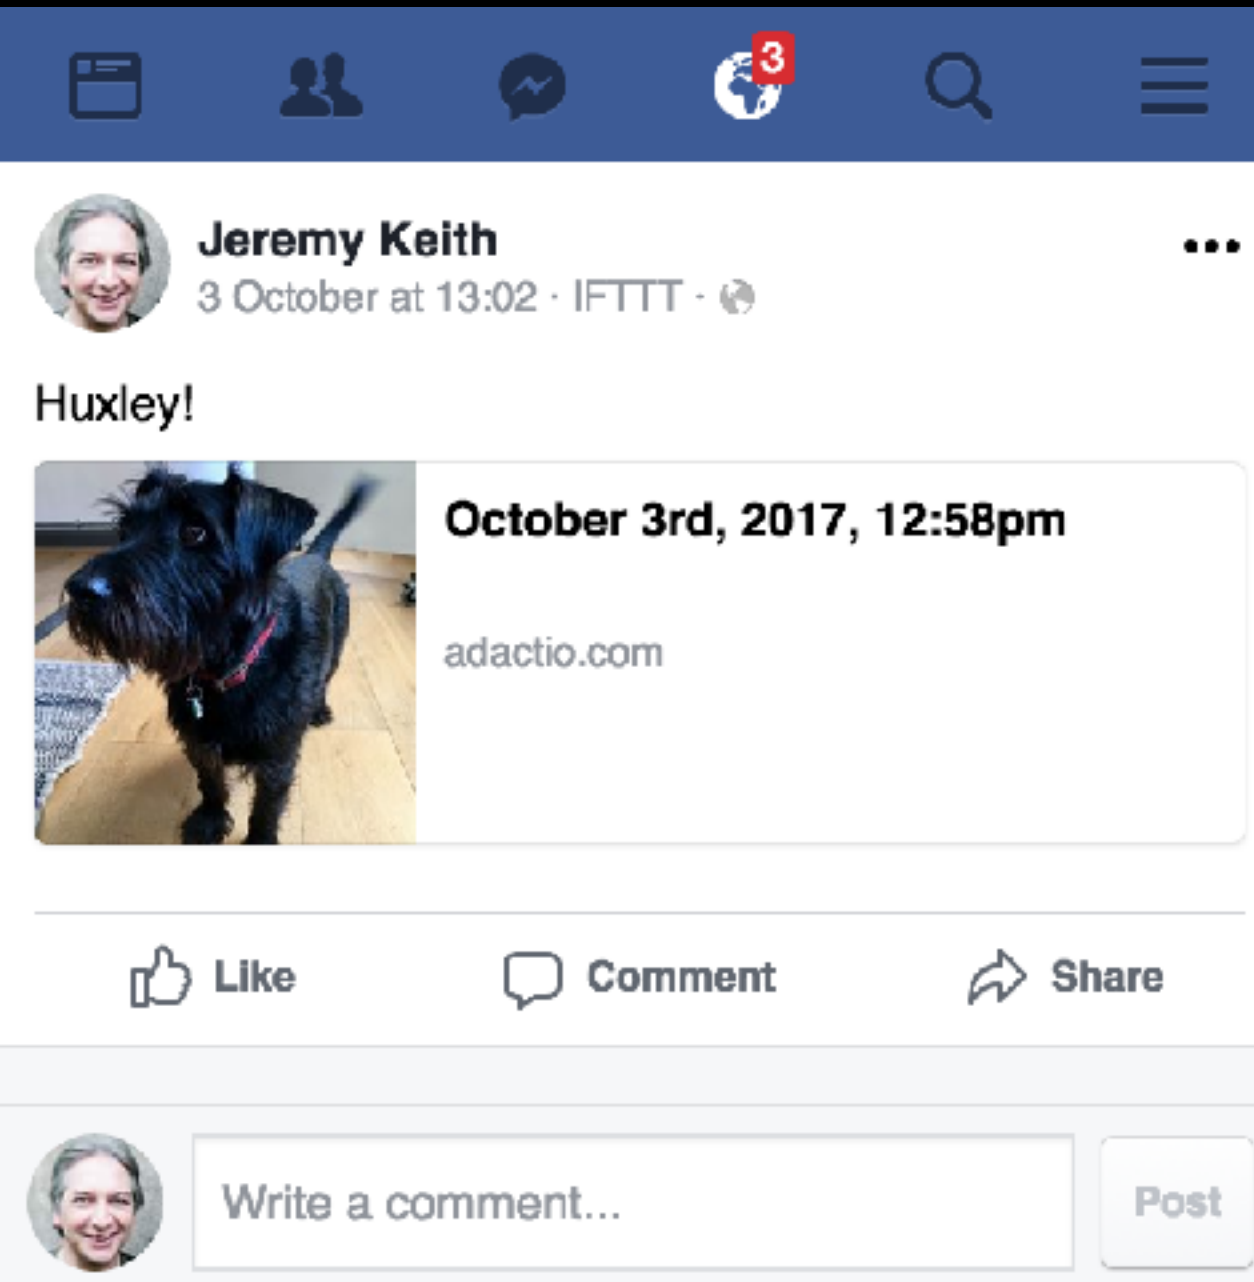 3
Jeremy Keith
3 October at 13:02 · IFTTT ·
Huxley!
October 3rd, 2017, 12:58pm
adactio.com
Like
Comment
Share
Write a comment...
Post